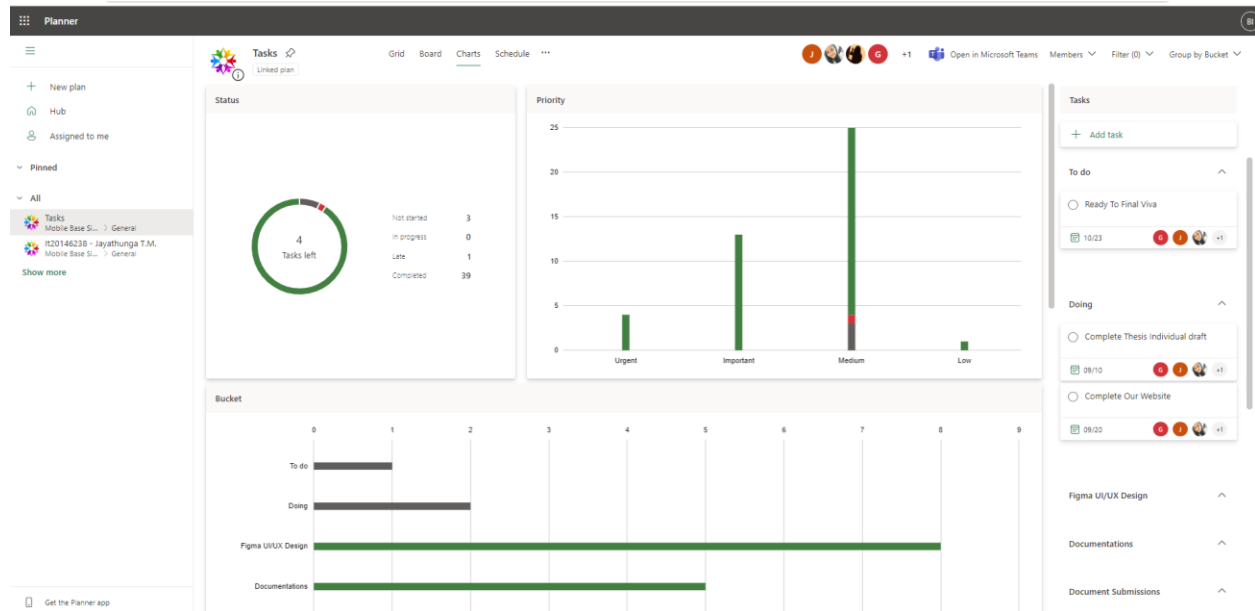 Planner
BI
New plan
Hub
Assigned to me
Pinned
All
Tasks
Mobile Base Si... > General
It20146238 - Jayathunga T.M.
Mobile Base Si... > General
Show more
Get the Planner app
Tasks
Linked plan
Grid Board Charts Schedule ...
J G +1 Open in Microsoft Teams Members Filter (0) Group by Bucket
Status
4
Tasks left
Not started 3
In progress 0
Late 1
Completed 39
Priority
25
20
15
10
5
0
Urgent Important Medium Low
Bucket
0 1 2 3 4 5 6 7 8 9
To do
Doing
Figma UI/UX Design
Documentations
Tasks
Add task
To do
Ready To Final Viva
10/23 G J +1
Doing
Complete Thesis Individual draft
09/10 G J +1
Complete Our Website
09/20 G J +1
Figma UI/UX Design
Documentations
Document Submissions